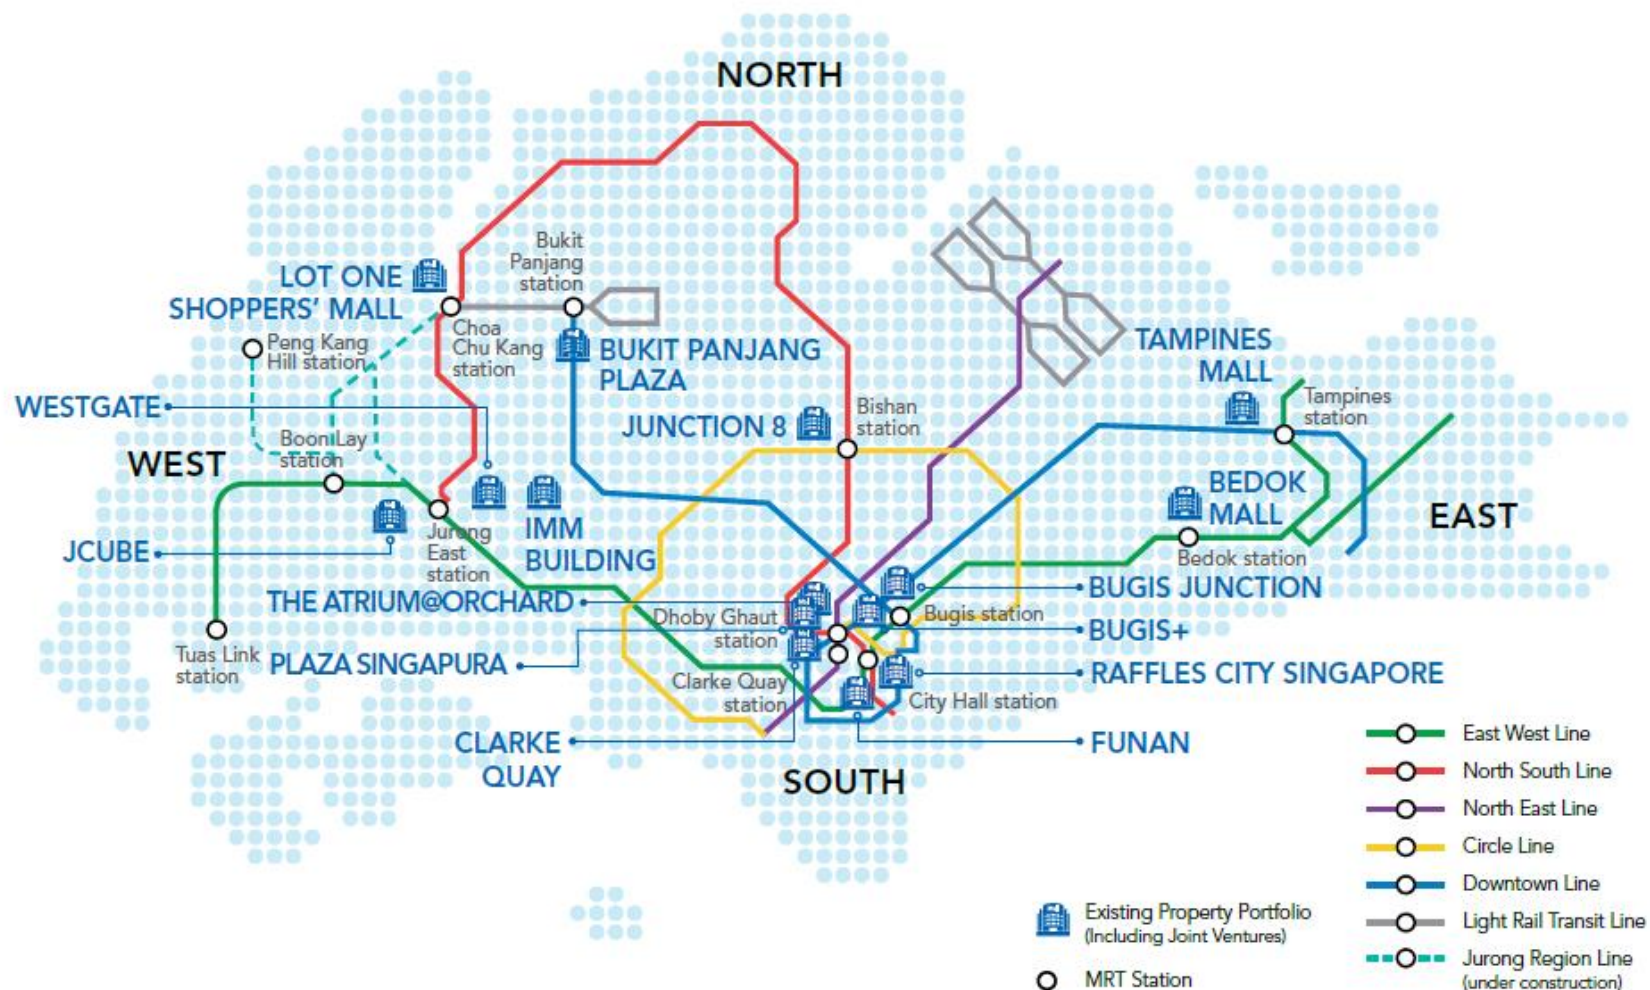 NORTH
Bukit
Panjang
station
LOT ONE
SHOPPERS' MALL
Choa
Chu Kang
station
Peng Kang
Hill station
BUKIT PANJANG
PLAZA
TAMPINES
MALL
Tampines
station
WESTGATE
JUNCTION 8
Bishan
station
Boon Lay
station
WEST
BEDOK
MALL
EAST
IMM
BUILDING
JCUBE
Jurong
East
station
Bedok station
THE ATRIUM@ORCHARD
Dhoby Ghaut
station
Bugis station
BUGIS JUNCTION
BUGIS+
Tuas Link
station
PLAZA SINGAPURA
Clarke Quay
station
RAFFLES CITY SINGAPORE
City Hall station
CLARKE
QUAY
FUNAN
SOUTH
East West Line
North South Line
North East Line
Circle Line
Downtown Line
Light Rail Transit Line
Jurong Region Line
(under construction)
Existing Property Portfolio
(Including Joint Ventures)
MRT Station